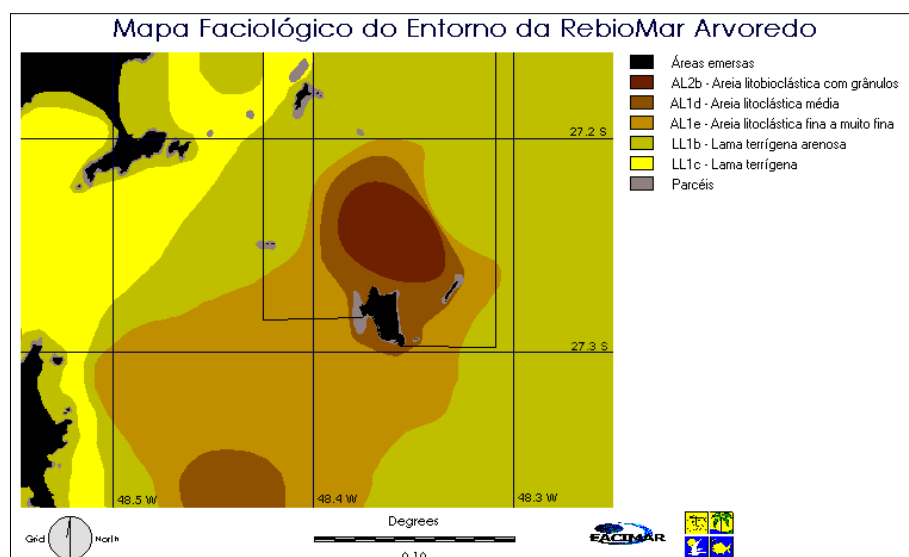 Mapa Faciológico do Entorno da RebioMar Arvoredo
Áreas emersas
AL2b - Areia litobioclástica com grânulos
AL1d - Areia litoclástica média
AL1e - Areia litoclástica fina a muito fina
LL1b - Lama terrígena arenosa
LL1c - Lama terrígena
Parcéis
27.2 S
27.3 S
48.5 W
48.4 W
48.3 W
Grid
North
Degrees
0.10
FACIMAR